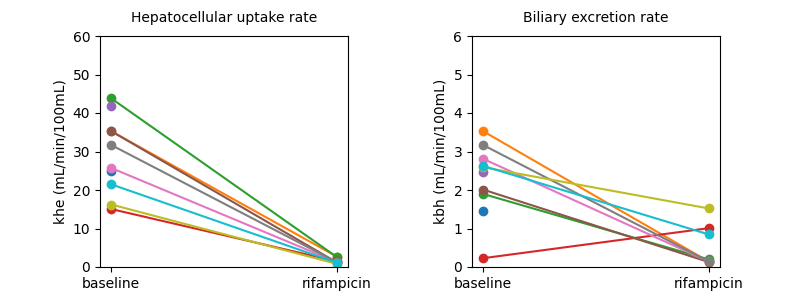 Hepatocellular uptake rate
khe (mL/min/100mL)
60
50
40
30
20
10
0
baseline rifampicin
Biliary excretion rate
kbh (mL/min/100mL)
6
5
4
3
2
1
0
baseline rifampicin